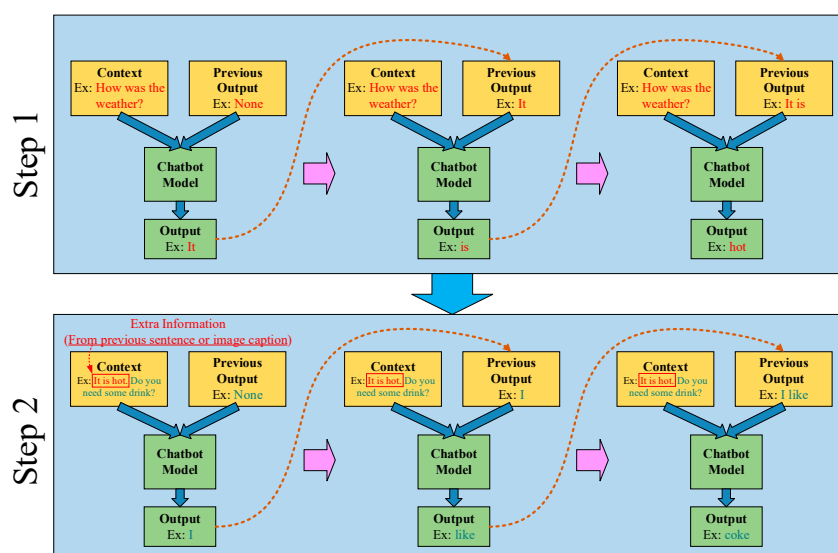 Step 1
Context
Ex: How was the
weather?
Previous
Output
Ex: None
Chatbot
Model
Output
Ex: It
Context
Ex: How was the
weather?
Previous
Output
Ex: It
Chatbot
Model
Output
Ex: is
Context
Ex: How was the
weather?
Previous
Output
Ex: It is
Chatbot
Model
Output
Ex: hot
Step 2
Extra Information
(From previous sentence or image caption)
Context
Ex: It is hot. Do you
need some drink?
Previous
Output
Ex: None
Chatbot
Model
Output
Ex: I
Context
Ex: It is hot. Do you
need some drink?
Previous
Output
Ex: I
Chatbot
Model
Output
Ex: like
Context
Ex: It is hot. Do you
need some drink?
Previous
Output
Ex: I like
Chatbot
Model
Output
Ex: coke